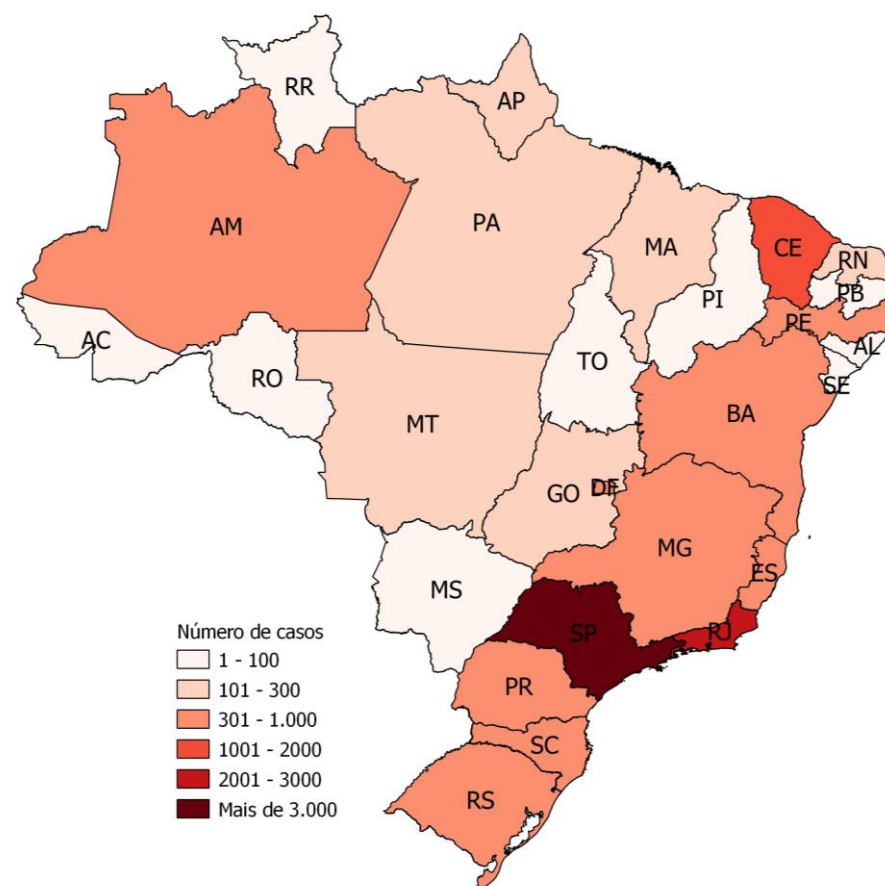 RR
AP
AM
PA
MA
CE
RN
PB
PI
PE
AC
AL
RO
TO
SE
MT
BA
GO
DF
MG
MS
ES
SP
RJ
PR
SC
RS
Número de casos
1 - 100
101 - 300
301 - 1.000
1001 - 2000
2001 - 3000
Mais de 3.000